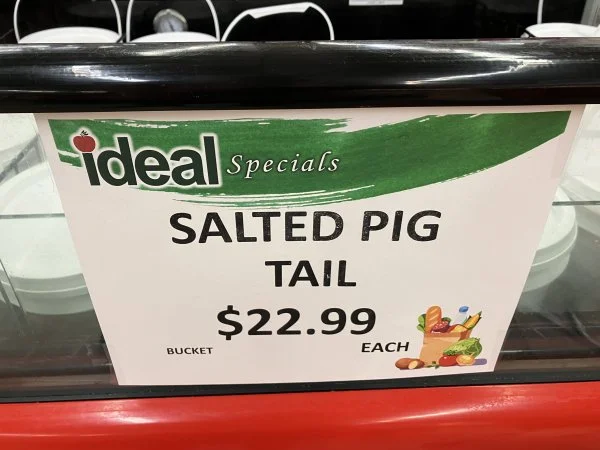 ideal Specials
SALTED PIG
TAIL
$22.99
BUCKET EACH